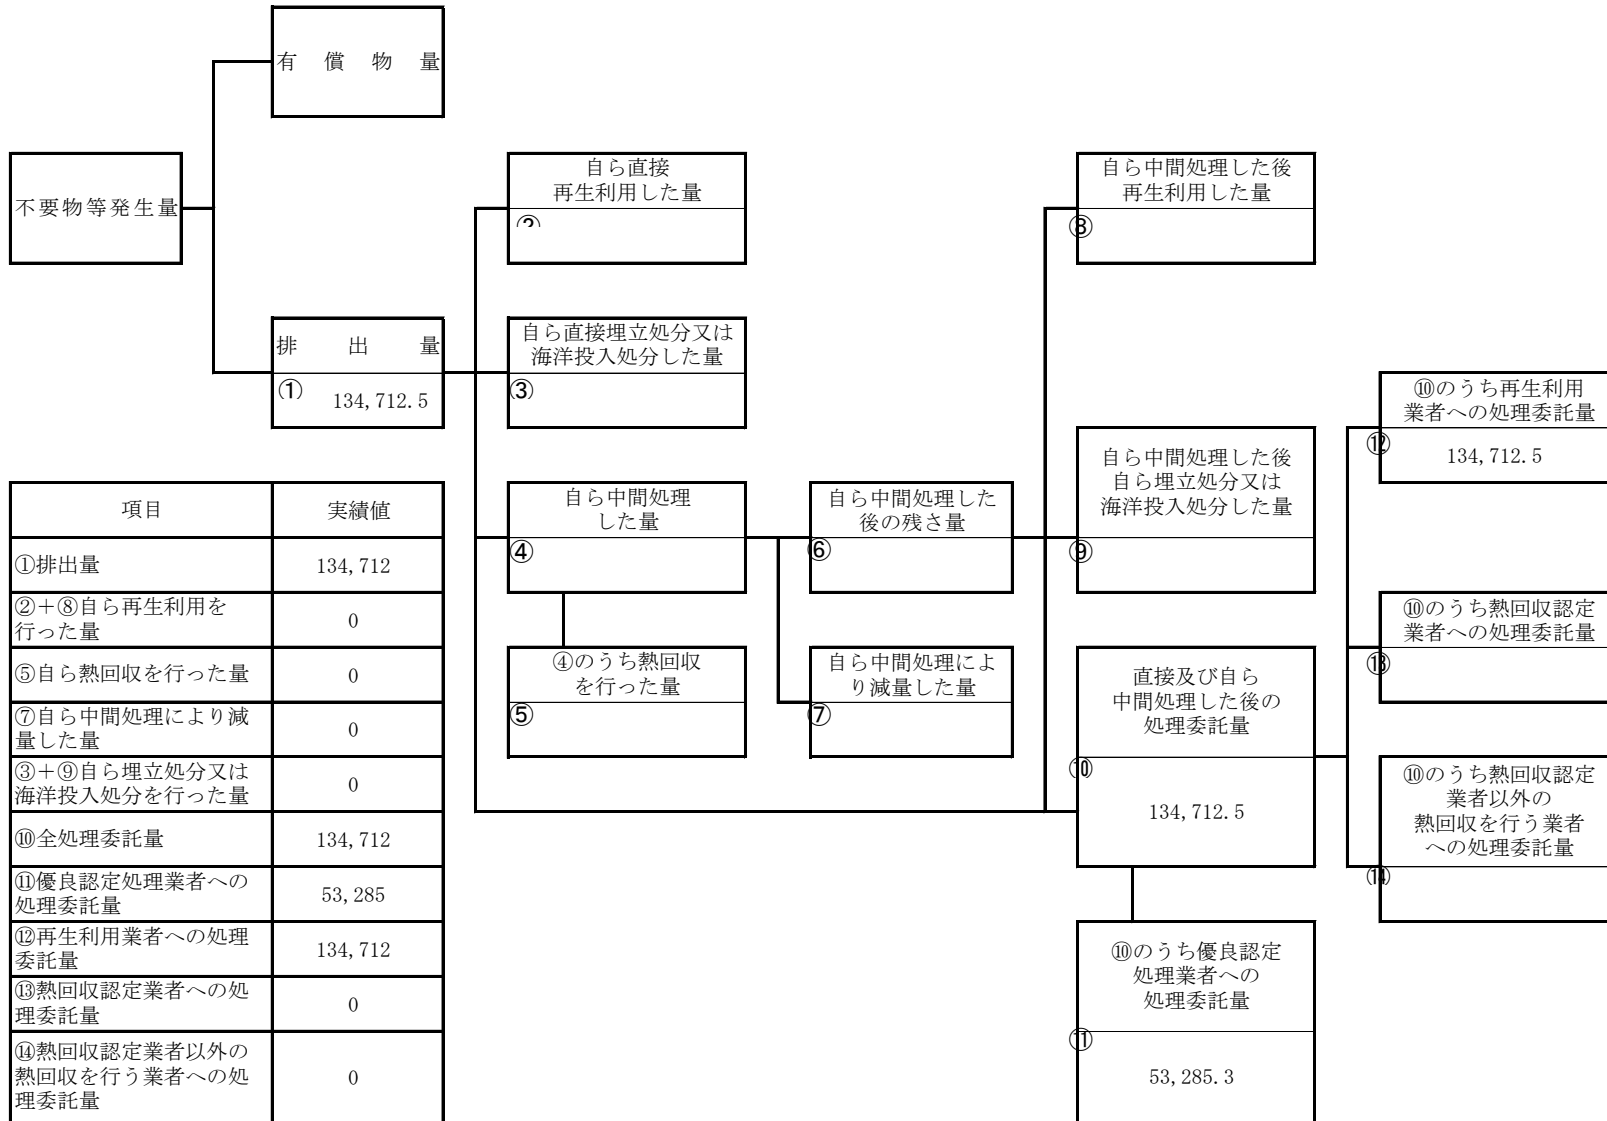 有償物量
不要物等発生量
排出量
①
134,712.5
自ら直接
再生利用した量
②
自ら直接埋立処分又は
海洋投入処分した量
③
自ら中間処理
した量
④
④のうち熱回収
を行った量
⑤
自ら中間処理した
後の残さ量
⑥
自ら中間処理によ
り減量した量
⑦
自ら中間処理した後
再生利用した量
⑧
自ら中間処理した後
自ら埋立処分又は
海洋投入処分した量
⑨
直接及び自ら
中間処理した後の
処理委託量
⑩
134,712.5
⑩のうち優良認定
処理業者への
処理委託量
⑪
53,285.3
⑩のうち再生利用
業者への処理委託量
⑫
134,712.5
⑩のうち熱回収認定
業者への処理委託量
⑬
⑩のうち熱回収認定
業者以外の
熱回収を行う業者
への処理委託量
⑭
項目 実績値
①排出量 134,712
②＋⑧自ら再生利用を
行った量 0
⑤自ら熱回収を行った量 0
⑦自ら中間処理により減
量した量 0
③＋⑨自ら埋立処分又は
海洋投入処分を行った量 0
⑩全処理委託量 134,712
⑪優良認定処理業者への
処理委託量 53,285
⑫再生利用業者への処理
委託量 134,712
⑬熱回収認定業者への処
理委託量 0
⑭熱回収認定業者以外の
熱回収を行う業者への処
理委託量 0